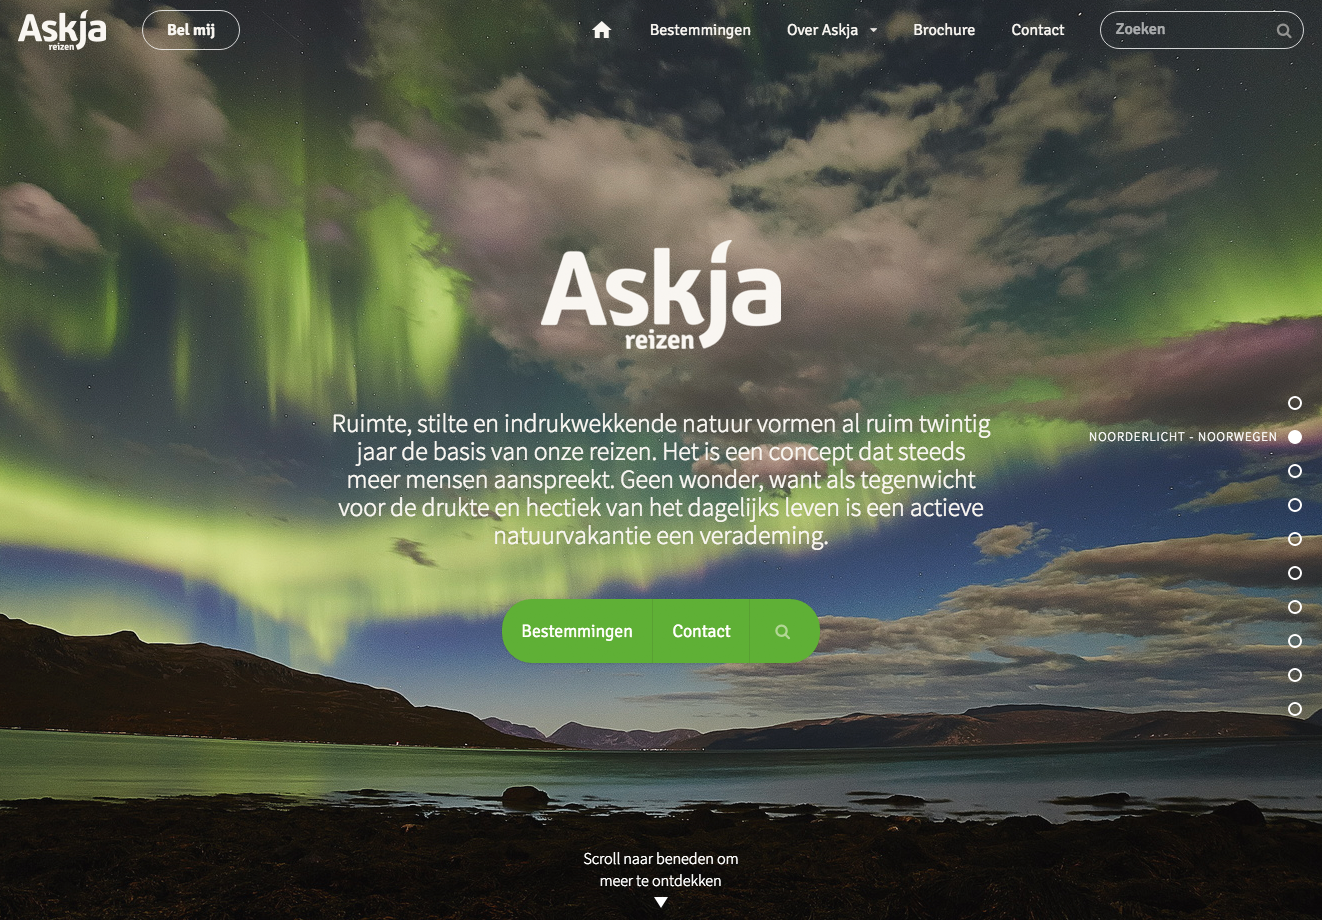 Askja
reizen
Bel mij
Bestemmingen
Over Askja
Brochure
Contact
Zoeken
Askja
reizen
Ruimte, stilte en indrukwekkende natuur vormen al ruim twintig
jaar de basis van onze reizen. Het is een concept dat steeds
meer mensen aanspreekt. Geen wonder, want als tegenwicht
voor de drukte en hectiek van het dagelijks leven is een actieve
natuurvakantie een verademing.
NOORDERLICHT - NOORWEGEN
Bestemmingen
Contact
Scroll naar beneden om
meer te ontdekken